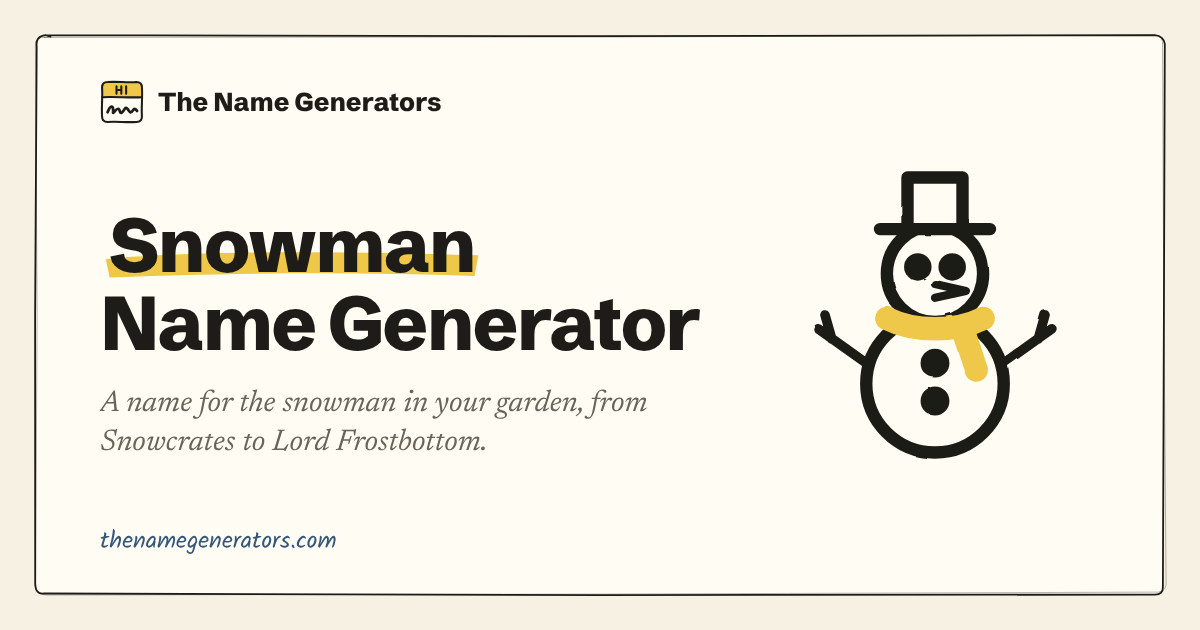 HI
The Name Generators
Snowman
Name Generator
A name for the snowman in your garden, from
Snowcrates to Lord Frostbottom.
thenamegenerators.com